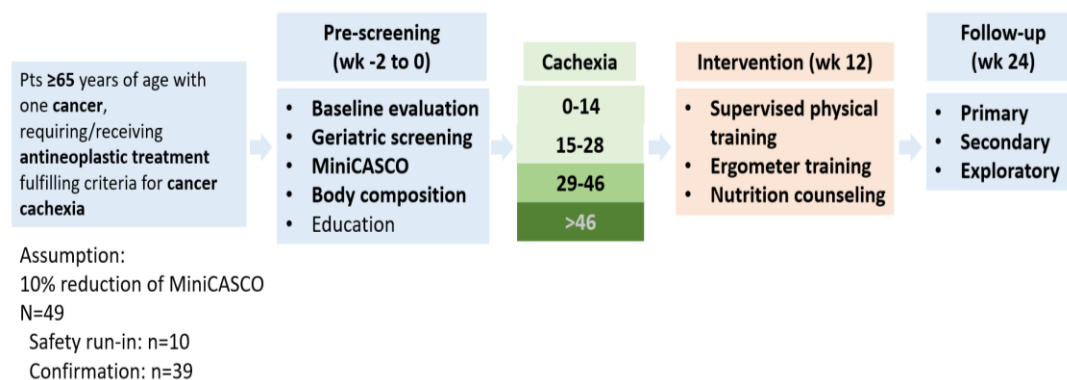 Pts ≥65 years of age with
one cancer,
requiring/receiving
antineoplastic treatment
fulfilling criteria for cancer
cachexia
Assumption:
10% reduction of MiniCASCO
N=49
Safety run-in: n=10
Confirmation: n=39
Pre-screening
(wk -2 to 0)
• Baseline evaluation
• Geriatric screening
• MiniCASCO
• Body composition
• Education
Cachexia
0-14
15-28
29-46
>46
Intervention (wk 12)
• Supervised physical
training
• Ergometer training
• Nutrition counseling
Follow-up
(wk 24)
• Primary
• Secondary
• Exploratory